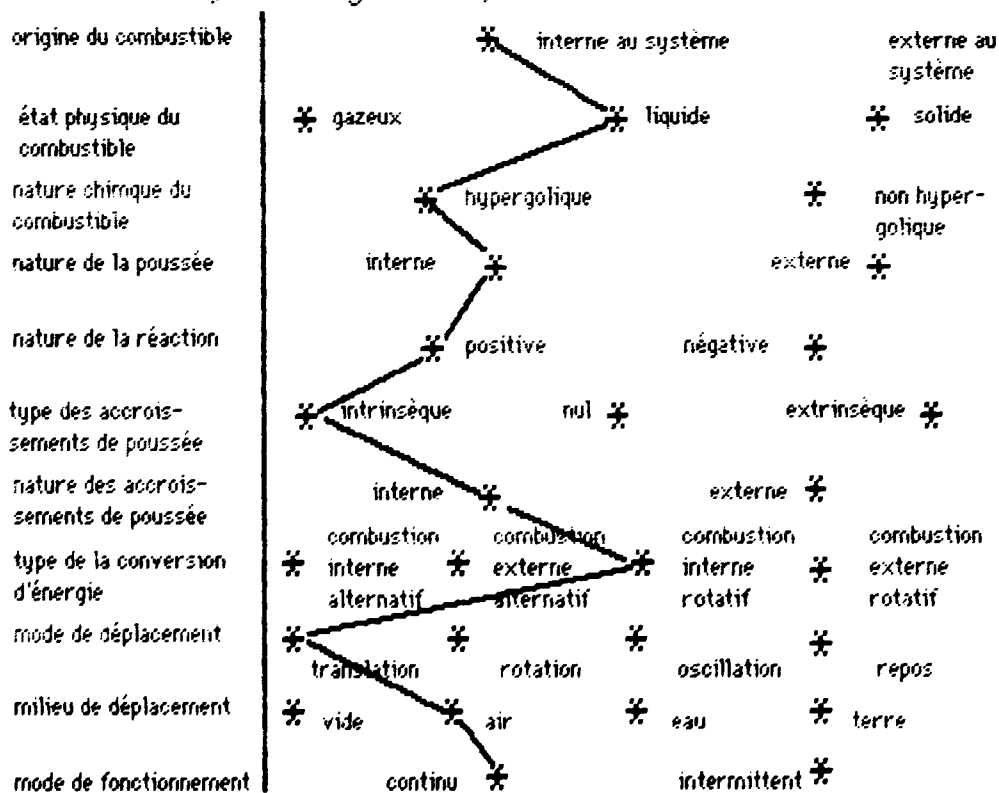 origine du combustible interne au système externe au
système
état physique du gazeux liquide solide
combustible
nature chimque du hypergolique non hyper-
combustible golique
nature de la poussée interne externe
nature de la réaction positive négative
type des accrois- intrinsèque nul extrinsèque
sements de poussée
nature des accrois- interne externe
sements de poussée
combustion combustion combustion combustion
type de la conversion interne externe interne externe
d'énergie alternatif alternatif rotatif rotatif
mode de déplacement
translation rotation oscillation repos
milieu de déplacement vide air eau terre
mode de fonctionnement continu intermittent